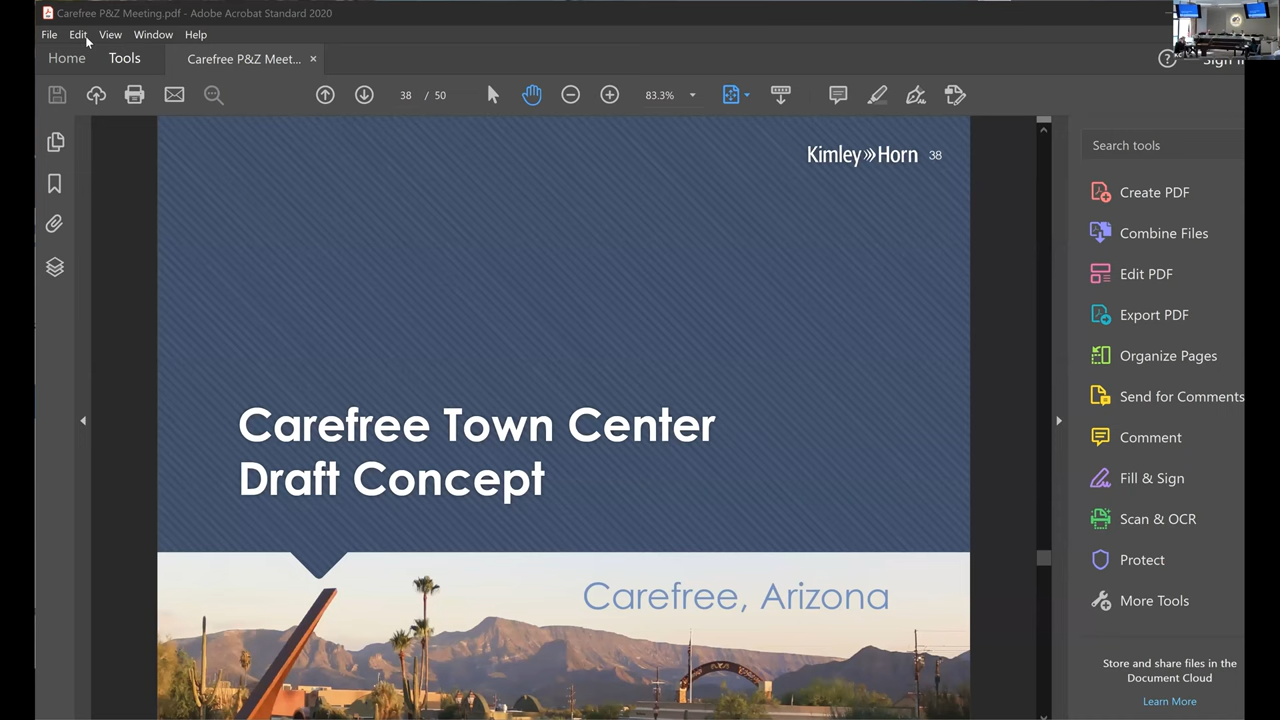 Carefree P&Z Meeting.pdf - Adobe Acrobat Standard 2020
File Edit View Window Help
Home Tools Carefree P&Z Meet... ×
38 / 50 83.3%
Kimley»Horn 38
Carefree Town Center
Draft Concept
Carefree, Arizona
Search tools
Create PDF
Combine Files
Edit PDF
Export PDF
Organize Pages
Send for Comments
Comment
Fill & Sign
Scan & OCR
Protect
More Tools
Store and share files in the
Document Cloud
Learn More